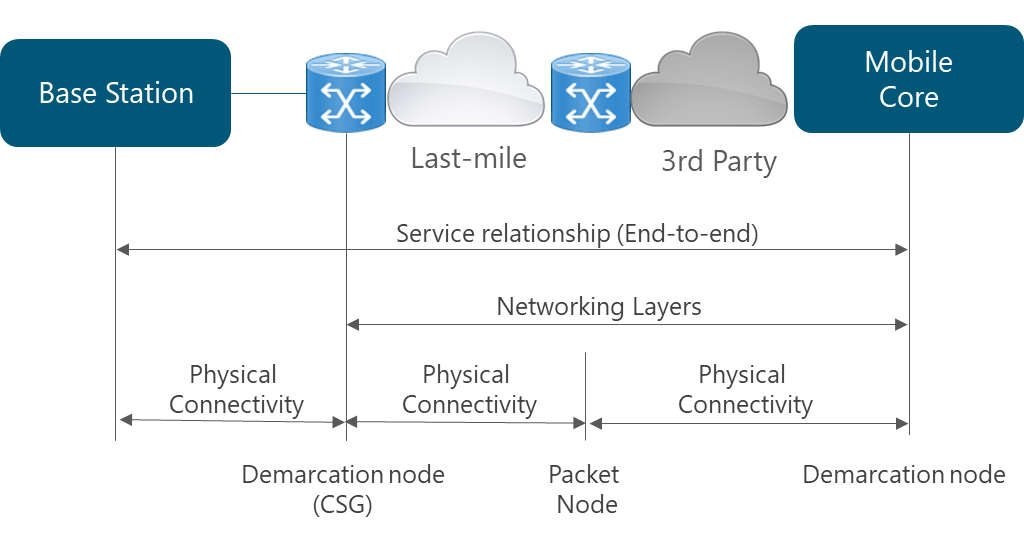 Base Station
Mobile
Core
Last-mile
3rd Party
Service relationship (End-to-end)
Networking Layers
Physical
Connectivity
Physical
Connectivity
Physical
Connectivity
Demarcation node
(CSG)
Packet
Node
Demarcation node